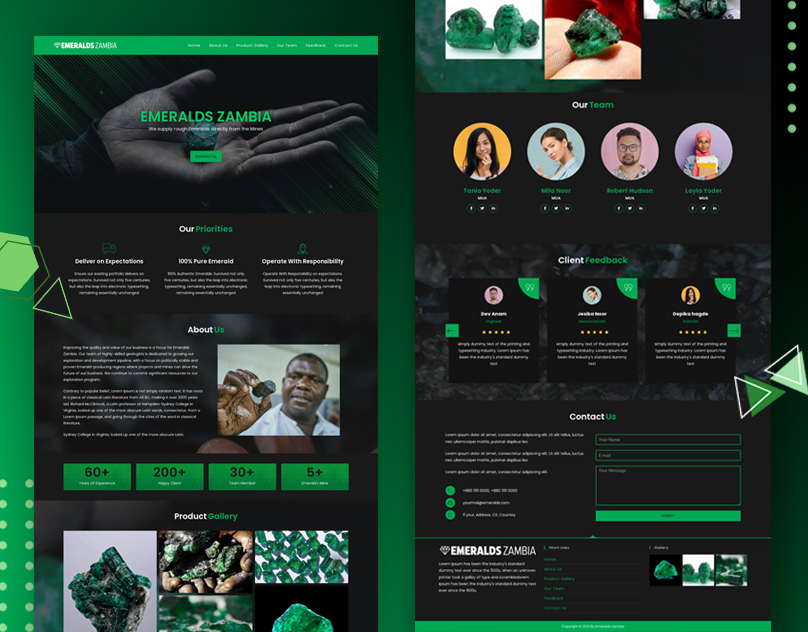 EMERALDS ZAMBIA
Home About Us Product Gallery Our Team Feedback Contact Us
EMERALDS ZAMBIA
We supply rough Emeralds directly from the Mines
Contact Us
Our Priorities
Deliver on Expectations
Ensure our existing portfolio delivers on
expectations. Survived not only five centuries,
but also the leap into electronic typesetting,
remaining essentially unchanged
100% Pure Emerald
100% Authentic Emeralds. Survived not only
five centuries, but also the leap into electronic
typesetting, remaining essentially
unchanged
Operate With Responsibility
Operate With Responsibility on expectations.
Survived not only five centuries, but also the
leap into electronic typesetting, remaining
essentially unchanged
About Us
Improving the quality and value of our business is a focus for Emeralds
Zambia. Our team of highly-skilled geologists is dedicated to growing our
exploration and development pipeline, with a focus on politically stable and
proven Emerald producing regions where projects and mines can drive the
future of our business. We continue to commit significant resources to our
exploration program.
Contrary to popular belief, Lorem Ipsum is not simply random text. It has roots
in a piece of classical Latin literature from 45 BC, making it over 2000 years
old. Richard McClintock, a Latin professor at Hampden-Sydney College in
Virginia, looked up one of the more obscure Latin words, consectetur, from a
Lorem Ipsum passage, and going through the cites of the word in classical
literature.
Sydney College in Virginia, looked up one of the more obscure Latin.
60+
Years Of Experience
200+
Happy Client
30+
Team Member
5+
Emerald's Mine
Product Gallery
Our Team
Tania Yoder
MUA
Mila Noor
MUA
Robert Hudson
MUA
Layla Yoder
MUA
Client Feedback
Dev Anam
Engineer
simply dummy text of the printing and
typesetting industry. Lorem Ipsum has
been the industry's standard dummy
text
Jesika Noor
simply dummy text of the printing and
typesetting industry. Lorem Ipsum has
been the industry's standard dummy
text
Depika hagde
simply dummy text of the printing and
typesetting industry. Lorem Ipsum has
been the industry's standard dummy
text
Contact Us
Lorem ipsum dolor sit amet, consectetur adipiscing elit. Ut elit tellus, luctus
nec ullamcorper mattis, pulvinar dapibus leo.
Lorem ipsum dolor sit amet, consectetur adipiscing elit. Ut elit tellus, luctus
nec ullamcorper mattis, pulvinar dapibus leo.
Lorem ipsum dolor sit amet, consectetur adipiscing elit.
yourmail@emeralds.com
11 your, Address, Cit, Country
Your Name
E-mail
Your Message
EMERALDS ZAMBIA
Lorem Ipsum has been the industry's standard
dummy text ever since the 1500s, when an unknown
printer took a galley of type and scrambledlorem
Ipsum has been the industry's standard dummy text
ever since the 1500s.
Short Links
Home
About Us
Product Gallery
Our Team
Feedback
Contact Us
Gallery
Copyright © 2022 By Emeralds zambia